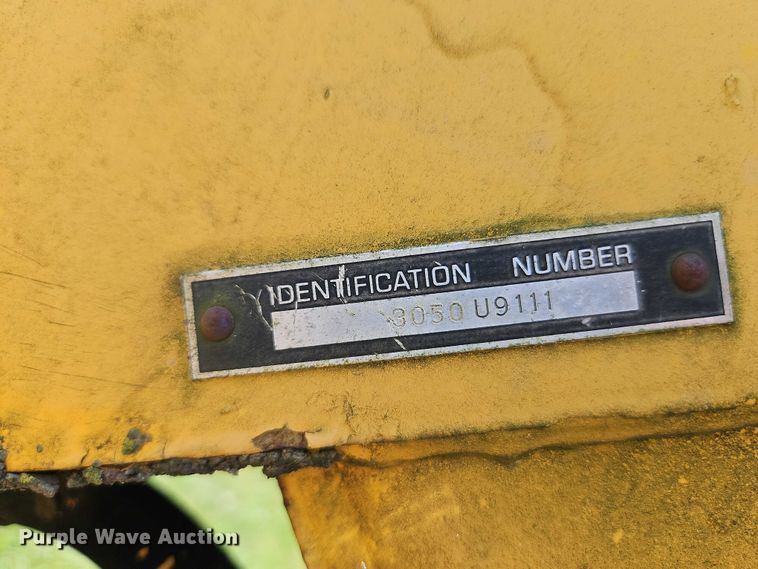 IDENTIFICATION NUMBER
3050 U9111
Purple Wave Auction